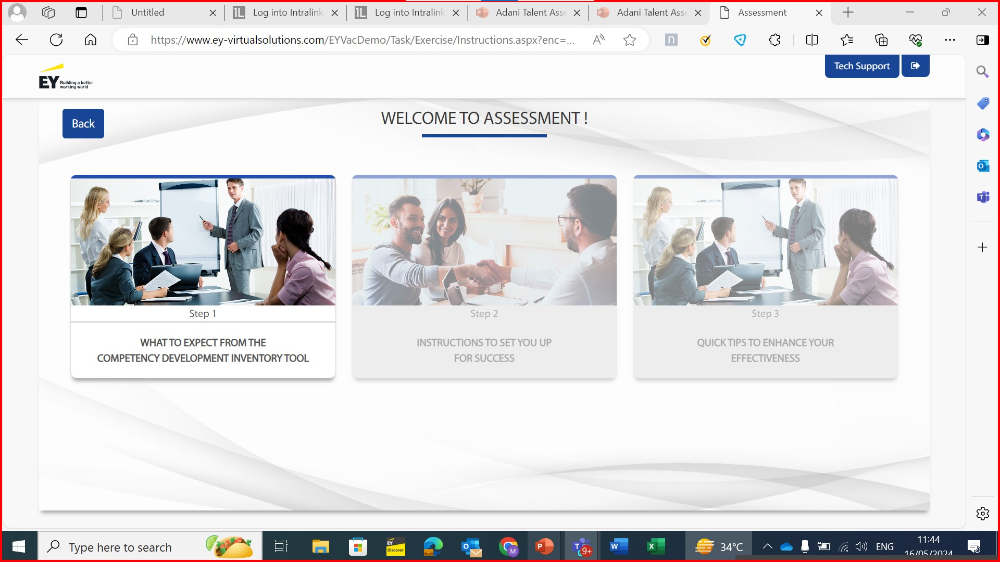 Untitled
Log into Intralink
Log into Intralink
Adani Talent Asse
Adani Talent Asse
Assessment
https://www.ey-virtualsolutions.com/EYVacDemo/Task/Exercise/Instructions.aspx?enc=...
Tech Support
EY Building a better
working world
Back
WELCOME TO ASSESSMENT !
Step 1
WHAT TO EXPECT FROM THE
COMPETENCY DEVELOPMENT INVENTORY TOOL
Step 2
INSTRUCTIONS TO SET YOU UP
FOR SUCCESS
Step 3
QUICK TIPS TO ENHANCE YOUR
EFFECTIVENESS
Type here to search
EY
Discover
M
9+
34°C
ENG
11:44
16/05/2024